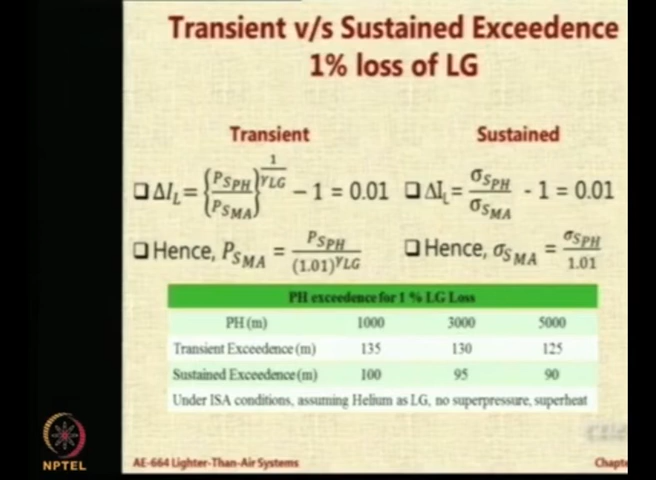 Transient v/s Sustained Exceedence
1% loss of LG
Transient
❑ ΔI_L = {P_SPH / P_SMA}^(1/γ_LG) − 1 = 0.01
❑ Hence, P_SMA = P_SPH / (1.01)^γLG
Sustained
❑ ΔI_L = σ_SPH / σ_SMA - 1 = 0.01
❑ Hence, σ_SMA = σ_SPH / 1.01
PH exceedence for 1 % LG Loss
PH (m) 1000 3000 5000
Transient Exceedence (m) 135 130 125
Sustained Exceedence (m) 100 95 90
Under ISA conditions, assuming Helium as LG, no superpressure, superheat
NPTEL
AE-664 Lighter-Than-Air Systems
Chapte